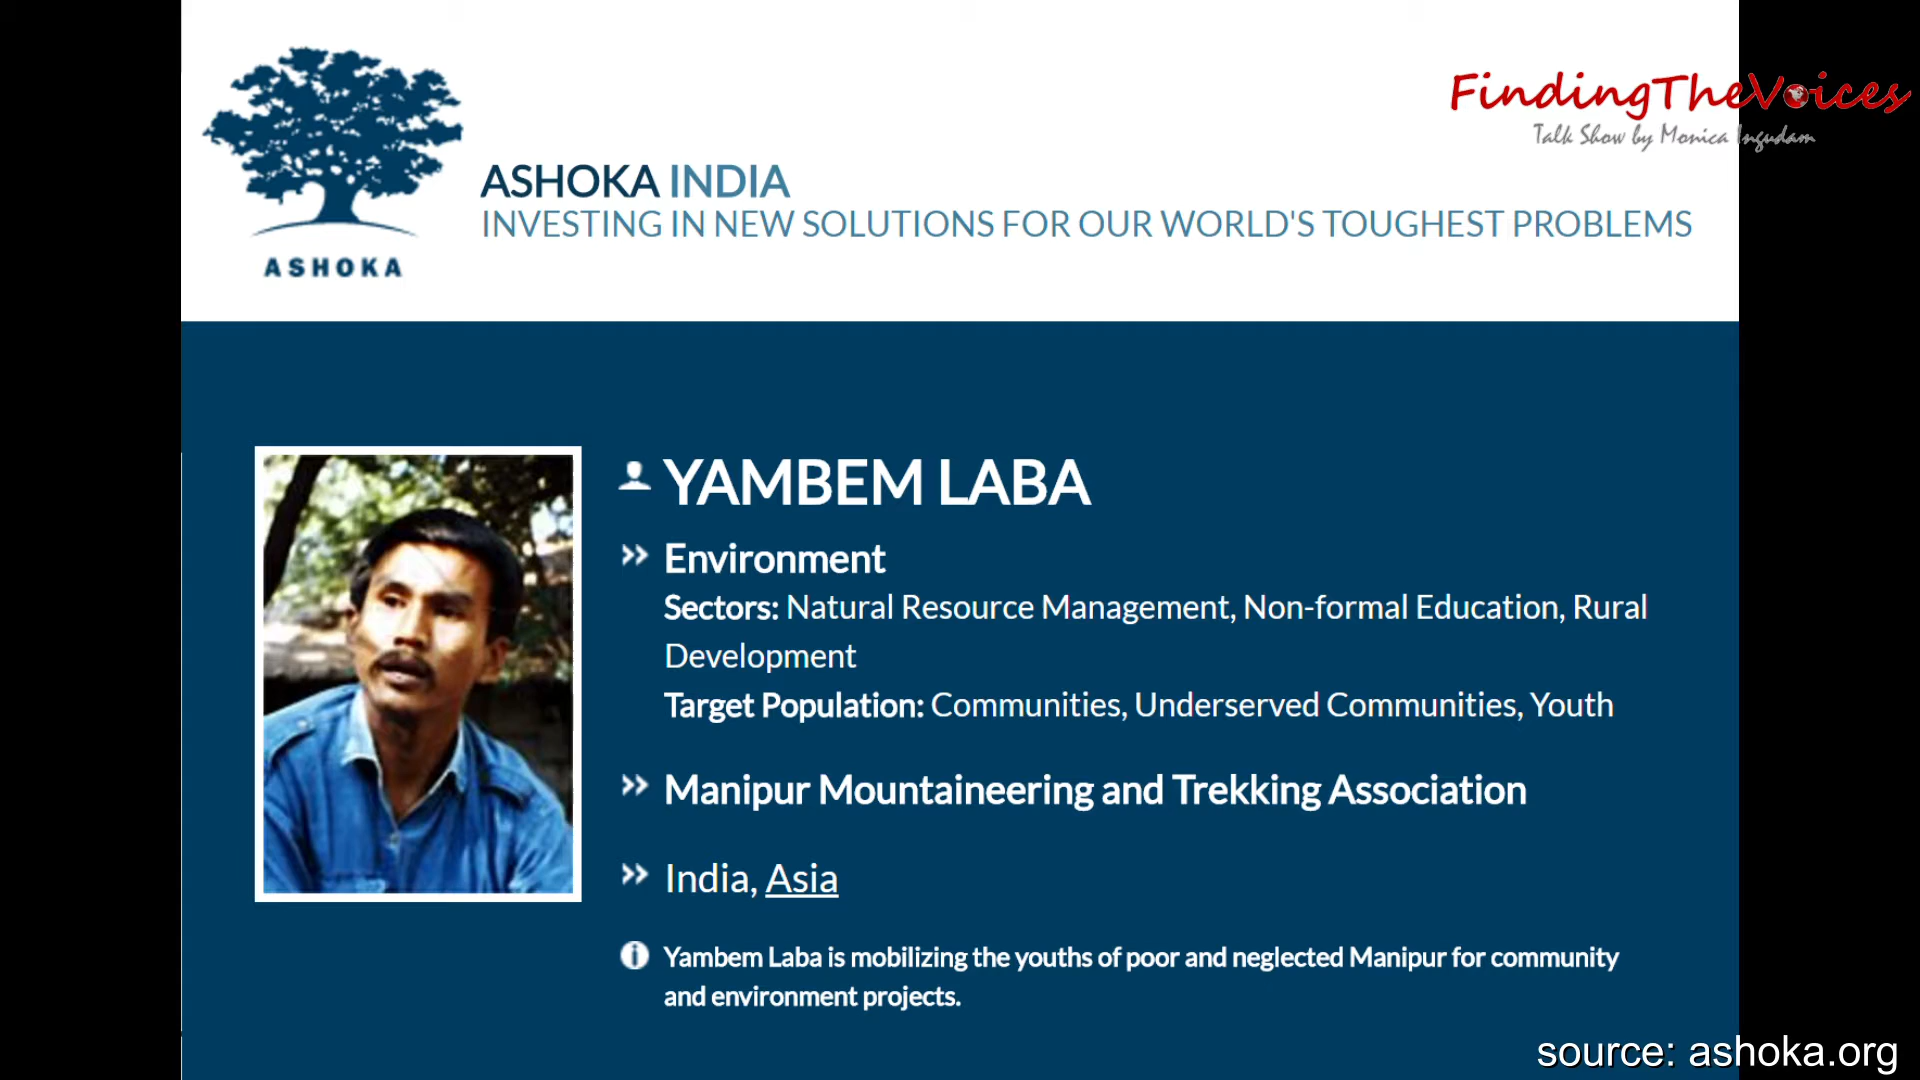 FindingTheVoices
Talk Show by Monica Ingudam
ASHOKA INDIA
INVESTING IN NEW SOLUTIONS FOR OUR WORLD'S TOUGHEST PROBLEMS
ASHOKA
YAMBEM LABA
Environment
Sectors: Natural Resource Management, Non-formal Education, Rural
Development
Target Population: Communities, Underserved Communities, Youth
Manipur Mountaineering and Trekking Association
India, Asia
Yambem Laba is mobilizing the youths of poor and neglected Manipur for community
and environment projects.
source: ashoka.org